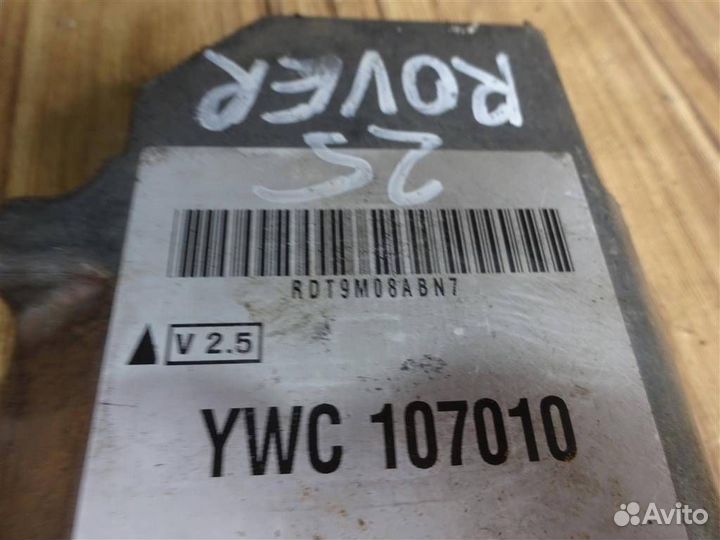 ROVER
25
RDT9M08ABN7
V 2.5
YWC 107010
Avito